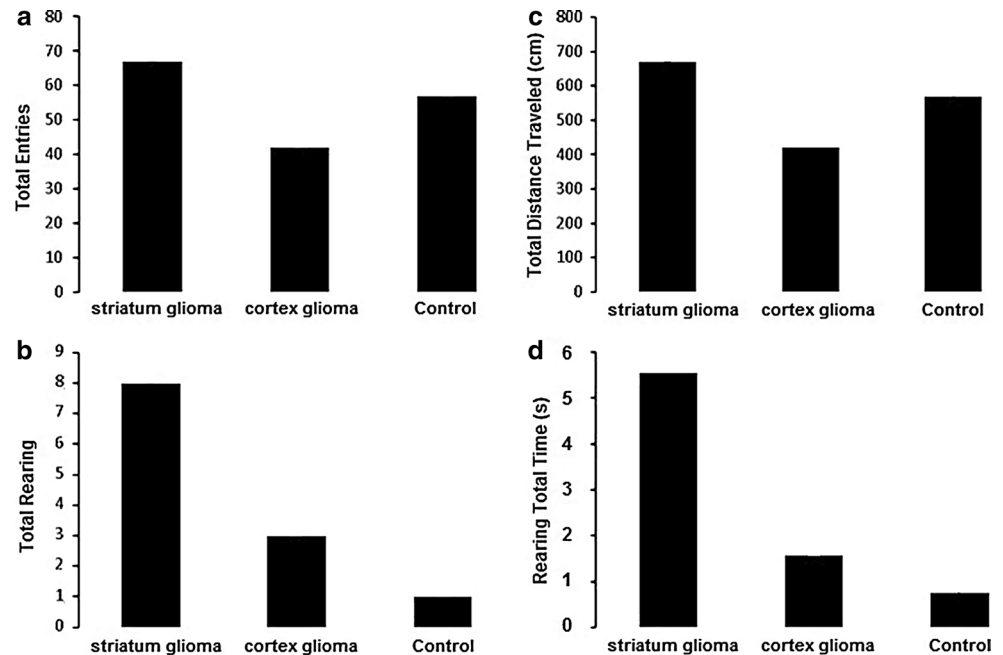 a
Total Entries
80
70
60
50
40
30
20
10
0
striatum glioma cortex glioma Control
c
Total Distance Traveled (cm)
800
700
600
500
400
300
200
100
0
striatum glioma cortex glioma Control
b
Total Rearing
9
8
7
6
5
4
3
2
1
0
striatum glioma cortex glioma Control
d
Rearing Total Time (s)
6
5
4
3
2
1
0
striatum glioma cortex glioma Control